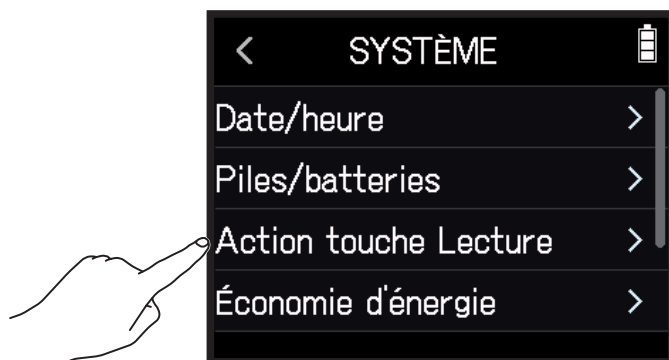 SYSTÈME
Date/heure
Piles/batteries
Action touche Lecture
Économie d'énergie